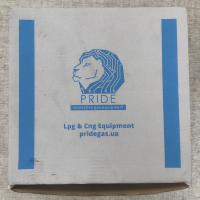 PRIDE
Lpg & Cng Equipment
pridegas.ua